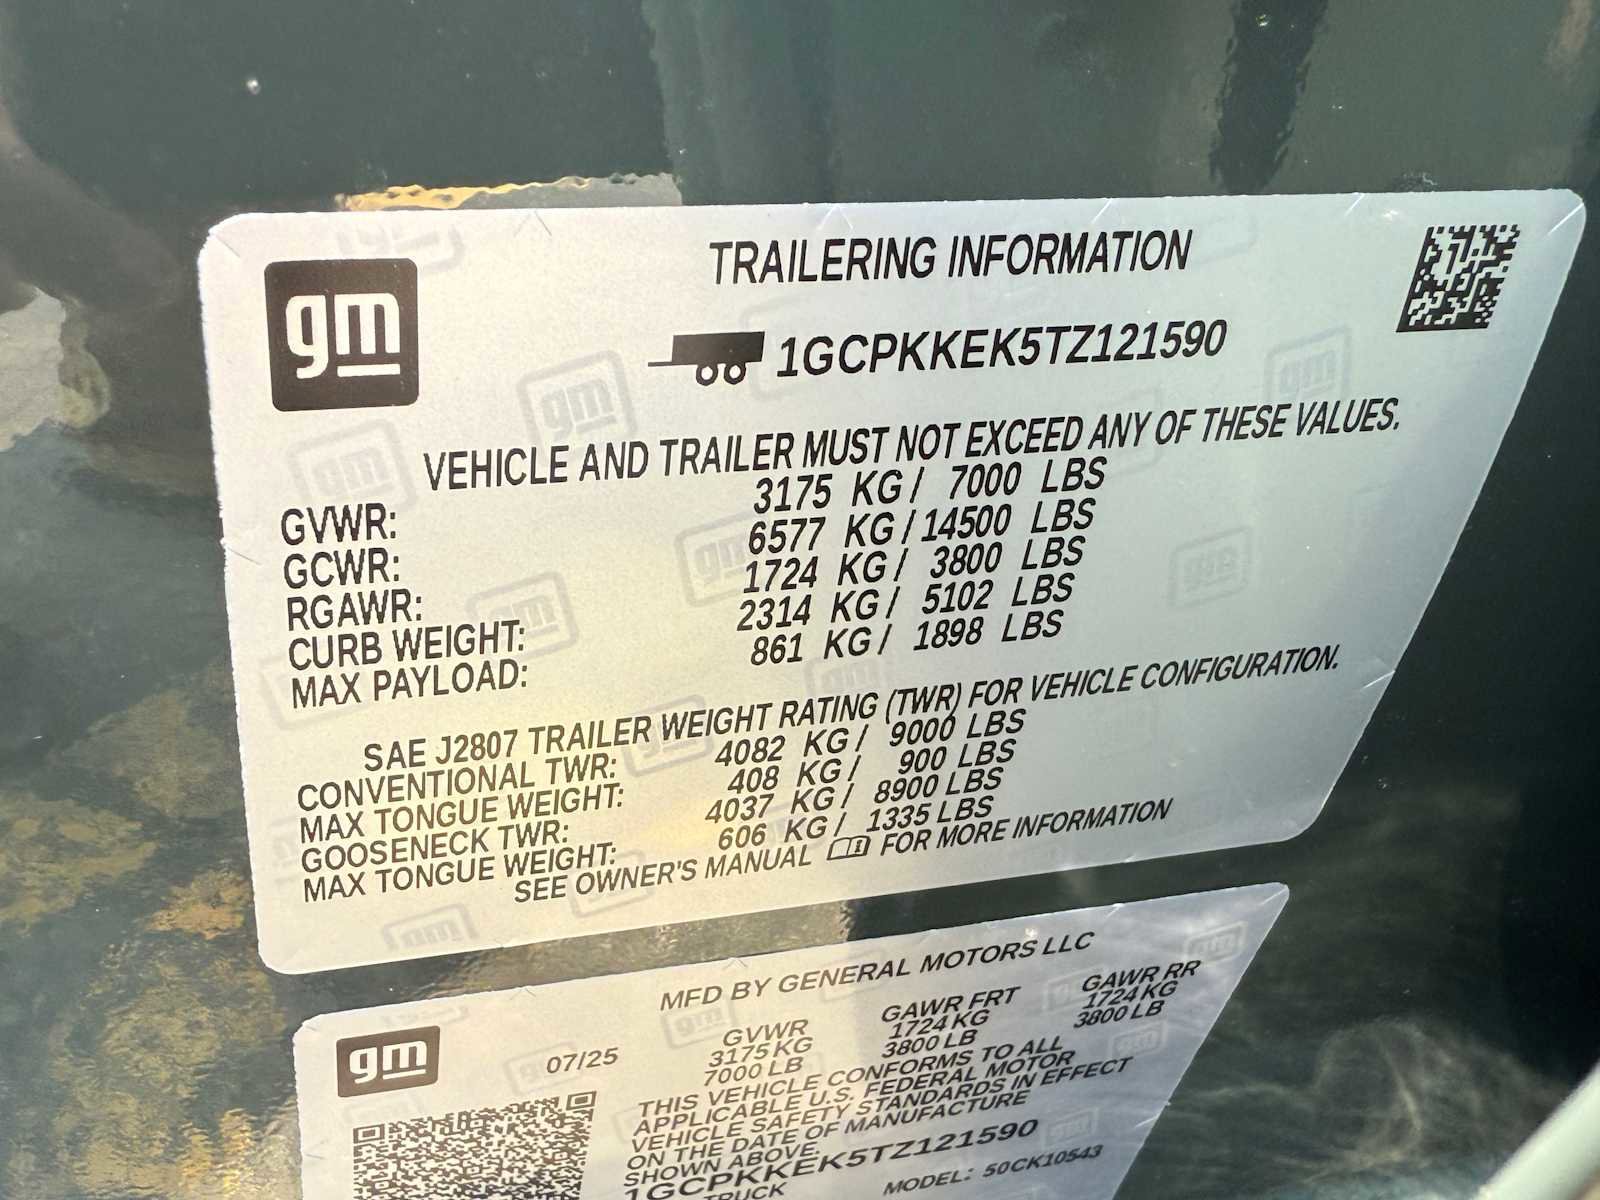 gm
TRAILERING INFORMATION
1GCPKKEK5TZ121590
VEHICLE AND TRAILER MUST NOT EXCEED ANY OF THESE VALUES.
GVWR: 3175 KG / 7000 LBS
GCWR: 6577 KG / 14500 LBS
RGAWR: 1724 KG / 3800 LBS
CURB WEIGHT: 2314 KG / 5102 LBS
MAX PAYLOAD: 861 KG / 1898 LBS
SAE J2807 TRAILER WEIGHT RATING (TWR) FOR VEHICLE CONFIGURATION.
CONVENTIONAL TWR: 4082 KG / 9000 LBS
MAX TONGUE WEIGHT: 408 KG / 900 LBS
GOOSENECK TWR: 4037 KG / 8900 LBS
MAX TONGUE WEIGHT: 606 KG / 1335 LBS
SEE OWNER'S MANUAL FOR MORE INFORMATION
MFD BY GENERAL MOTORS LLC
gm
07/25
GVWR GAWR FRT GAWR RR
3175 KG 1724 KG 1724 KG
7000 LB 3800 LB 3800 LB
THIS VEHICLE CONFORMS TO ALL
APPLICABLE U.S. FEDERAL MOTOR
VEHICLE SAFETY STANDARDS IN EFFECT
ON THE DATE OF MANUFACTURE
SHOWN ABOVE.
1GCPKKEK5TZ121590
TRUCK MODEL: 50CK10543